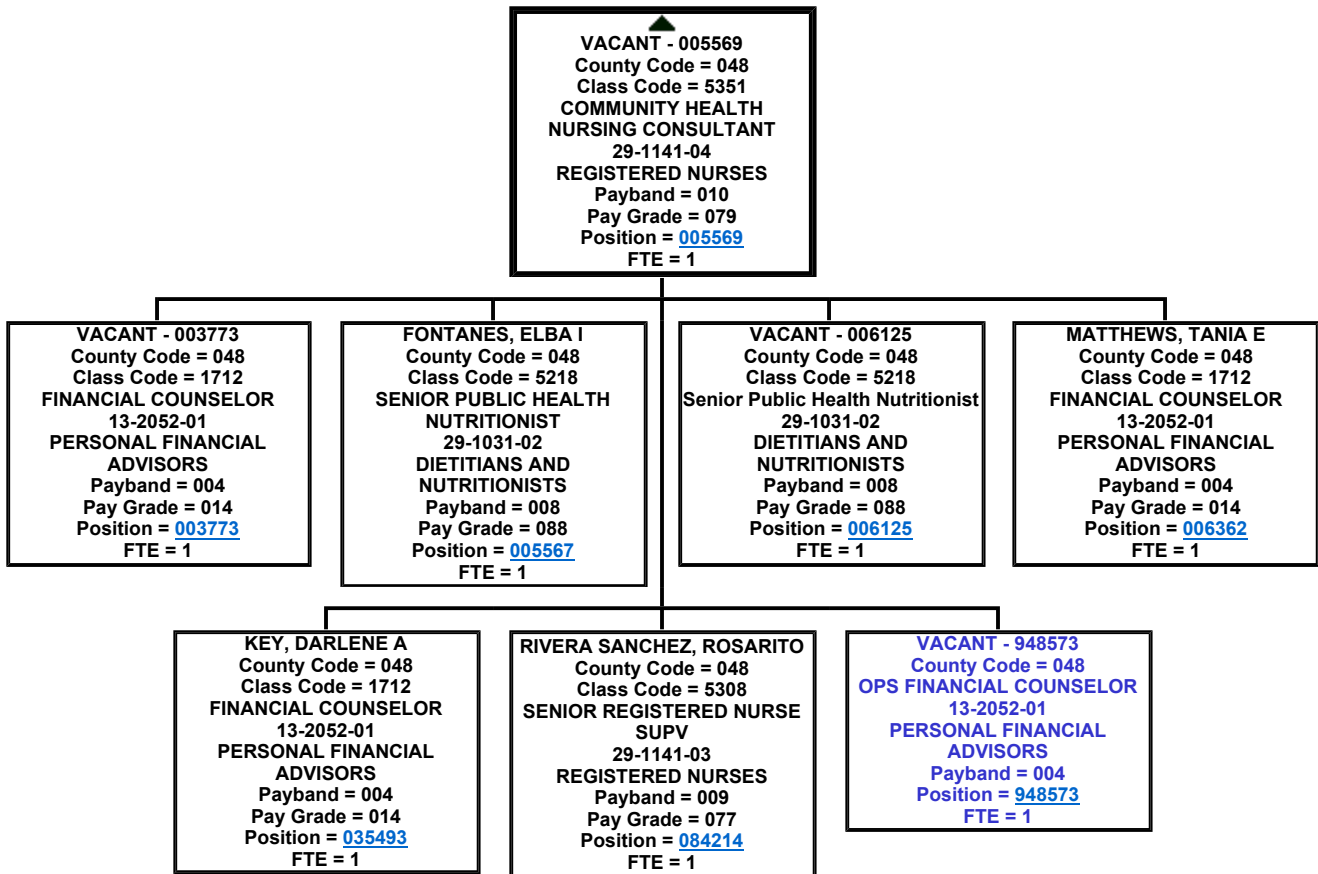 VACANT - 005569
County Code = 048
Class Code = 5351
COMMUNITY HEALTH
NURSING CONSULTANT
29-1141-04
REGISTERED NURSES
Payband = 010
Pay Grade = 079
Position = 005569
FTE = 1
VACANT - 003773
County Code = 048
Class Code = 1712
FINANCIAL COUNSELOR
13-2052-01
PERSONAL FINANCIAL
ADVISORS
Payband = 004
Pay Grade = 014
Position = 003773
FTE = 1
FONTANES, ELBA I
County Code = 048
Class Code = 5218
SENIOR PUBLIC HEALTH
NUTRITIONIST
29-1031-02
DIETITIANS AND
NUTRITIONISTS
Payband = 008
Pay Grade = 088
Position = 005567
FTE = 1
VACANT - 006125
County Code = 048
Class Code = 5218
Senior Public Health Nutritionist
29-1031-02
DIETITIANS AND
NUTRITIONISTS
Payband = 008
Pay Grade = 088
Position = 006125
FTE = 1
MATTHEWS, TANIA E
County Code = 048
Class Code = 1712
FINANCIAL COUNSELOR
13-2052-01
PERSONAL FINANCIAL
ADVISORS
Payband = 004
Pay Grade = 014
Position = 006362
FTE = 1
KEY, DARLENE A
County Code = 048
Class Code = 1712
FINANCIAL COUNSELOR
13-2052-01
PERSONAL FINANCIAL
ADVISORS
Payband = 004
Pay Grade = 014
Position = 035493
FTE = 1
RIVERA SANCHEZ, ROSARITO
County Code = 048
Class Code = 5308
SENIOR REGISTERED NURSE
SUPV
29-1141-03
REGISTERED NURSES
Payband = 009
Pay Grade = 077
Position = 084214
FTE = 1
VACANT - 948573
County Code = 048
OPS FINANCIAL COUNSELOR
13-2052-01
PERSONAL FINANCIAL
ADVISORS
Payband = 004
Position = 948573
FTE = 1